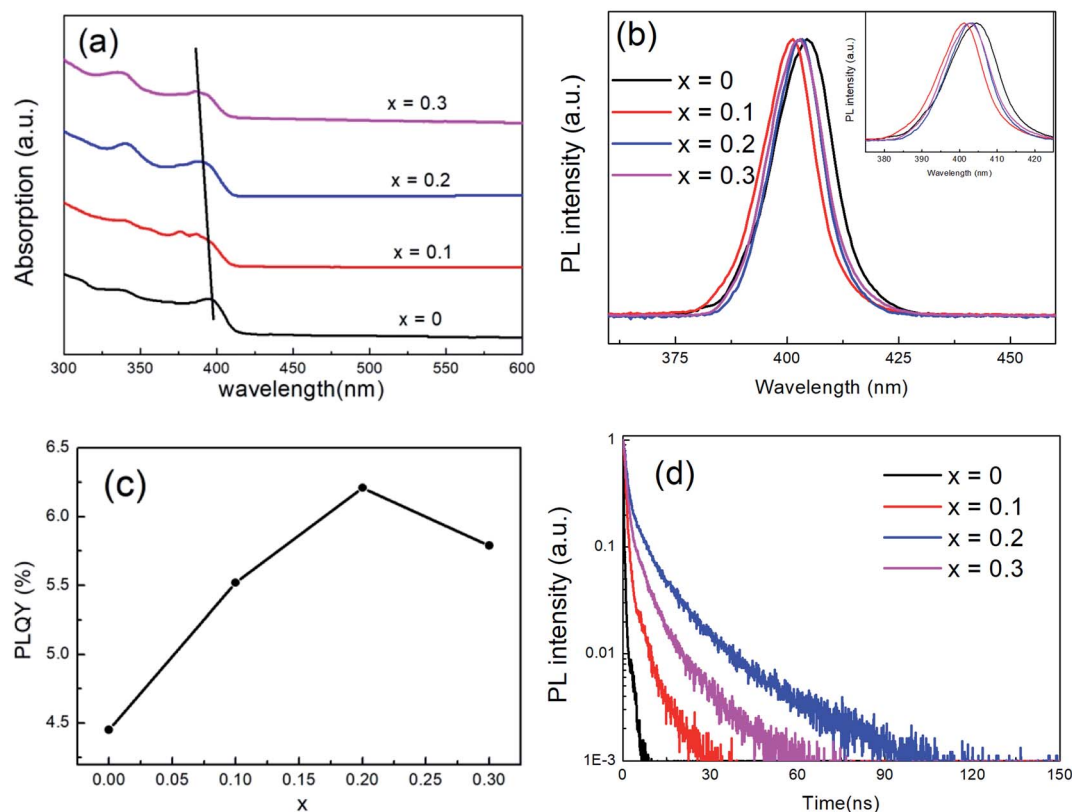 (a)
Absorption (a.u.)
x = 0.3
x = 0.2
x = 0.1
x = 0
300 350 400 450 500 550 600
wavelength(nm)
(b)
PL intensity (a.u.)
x = 0
x = 0.1
x = 0.2
x = 0.3
375 400 425 450
Wavelength (nm)
PL intensity (a.u.)
380 390 400 410 420
Wavelength (nm)
(c)
PLQY (%)
6.5
6.0
5.5
5.0
4.5
0.00 0.05 0.10 0.15 0.20 0.25 0.30
x
(d)
PL intensity (a.u.)
1
0.1
0.01
1E-3
x = 0
x = 0.1
x = 0.2
x = 0.3
0 30 60 90 120 150
Time(ns)